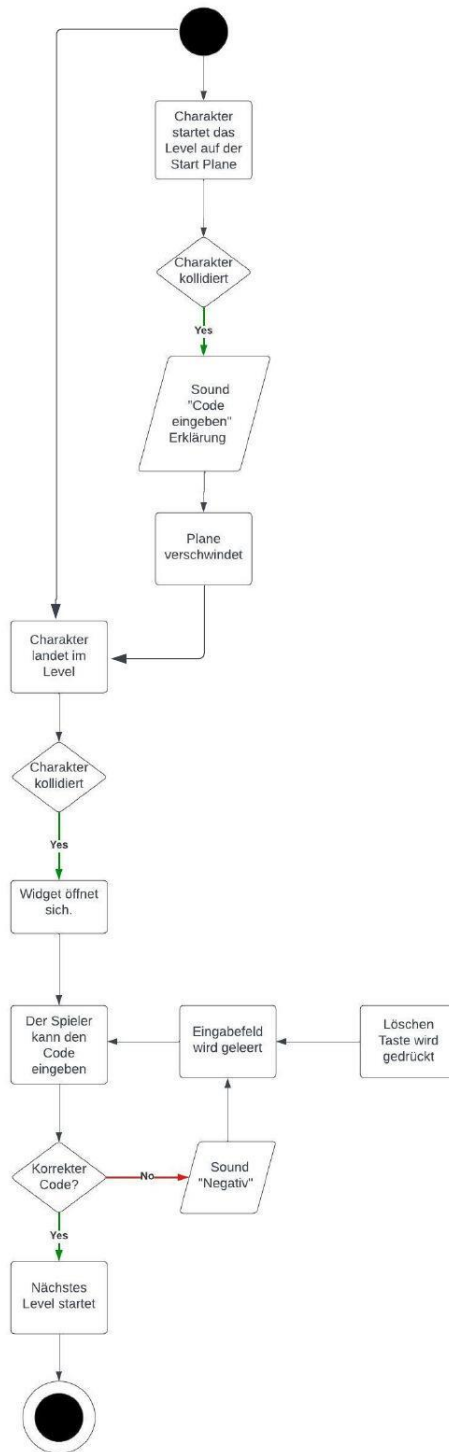 Charakter
startet das
Level auf der
Start Plane
Charakter
kollidiert
Yes
Sound
"Code
eingeben"
Erklärung
Plane
verschwindet
Charakter
landet im
Level
Charakter
kollidiert
Yes
Widget öffnet
sich.
Der Spieler
kann den
Code
eingeben
Eingabefeld
wird geleert
Löschen
Taste wird
gedrückt
Korrekter
Code?
No
Sound
"Negativ"
Yes
Nächstes
Level startet